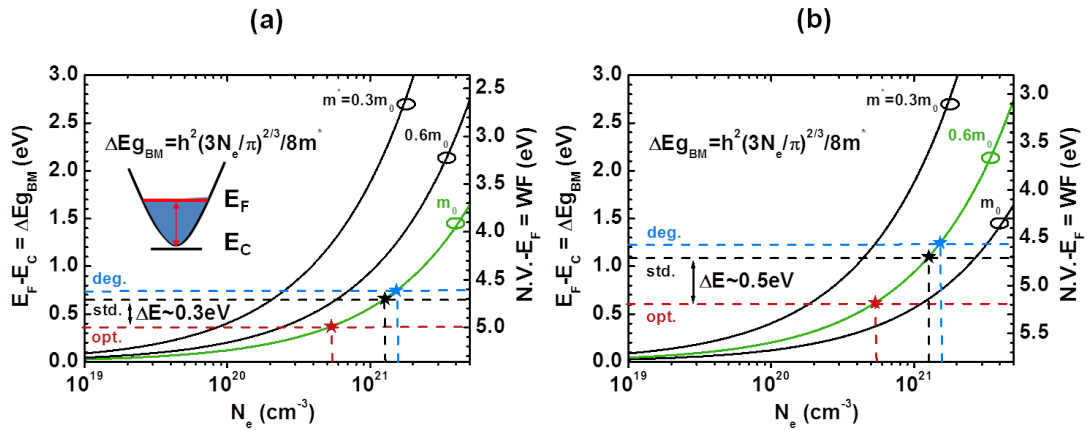 (a)
3.0
2.5
2.0
1.5
1.0
0.5
0.0
E_F-E_C = ΔEg_BM (eV)
10^19
10^20
10^21
N_e (cm^-3)
2.5
3.0
3.5
4.0
4.5
5.0
N.V.-E_F = WF (eV)
m^*=0.3m_0
0.6m_0
m_0
ΔEg_BM=h^2(3N_e/π)^2/3/8m^*
E_F
E_C
deg.
std.
ΔE~0.3eV
opt.
(b)
3.0
2.5
2.0
1.5
1.0
0.5
0.0
E_F-E_C = ΔEg_BM (eV)
10^19
10^20
10^21
N_e (cm^-3)
3.0
3.5
4.0
4.5
5.0
5.5
N.V.-E_F = WF (eV)
m^*=0.3m_0
0.6m_0
m_0
ΔEg_BM=h^2(3N_e/π)^2/3/8m^*
deg.
std.
ΔE~0.5eV
opt.